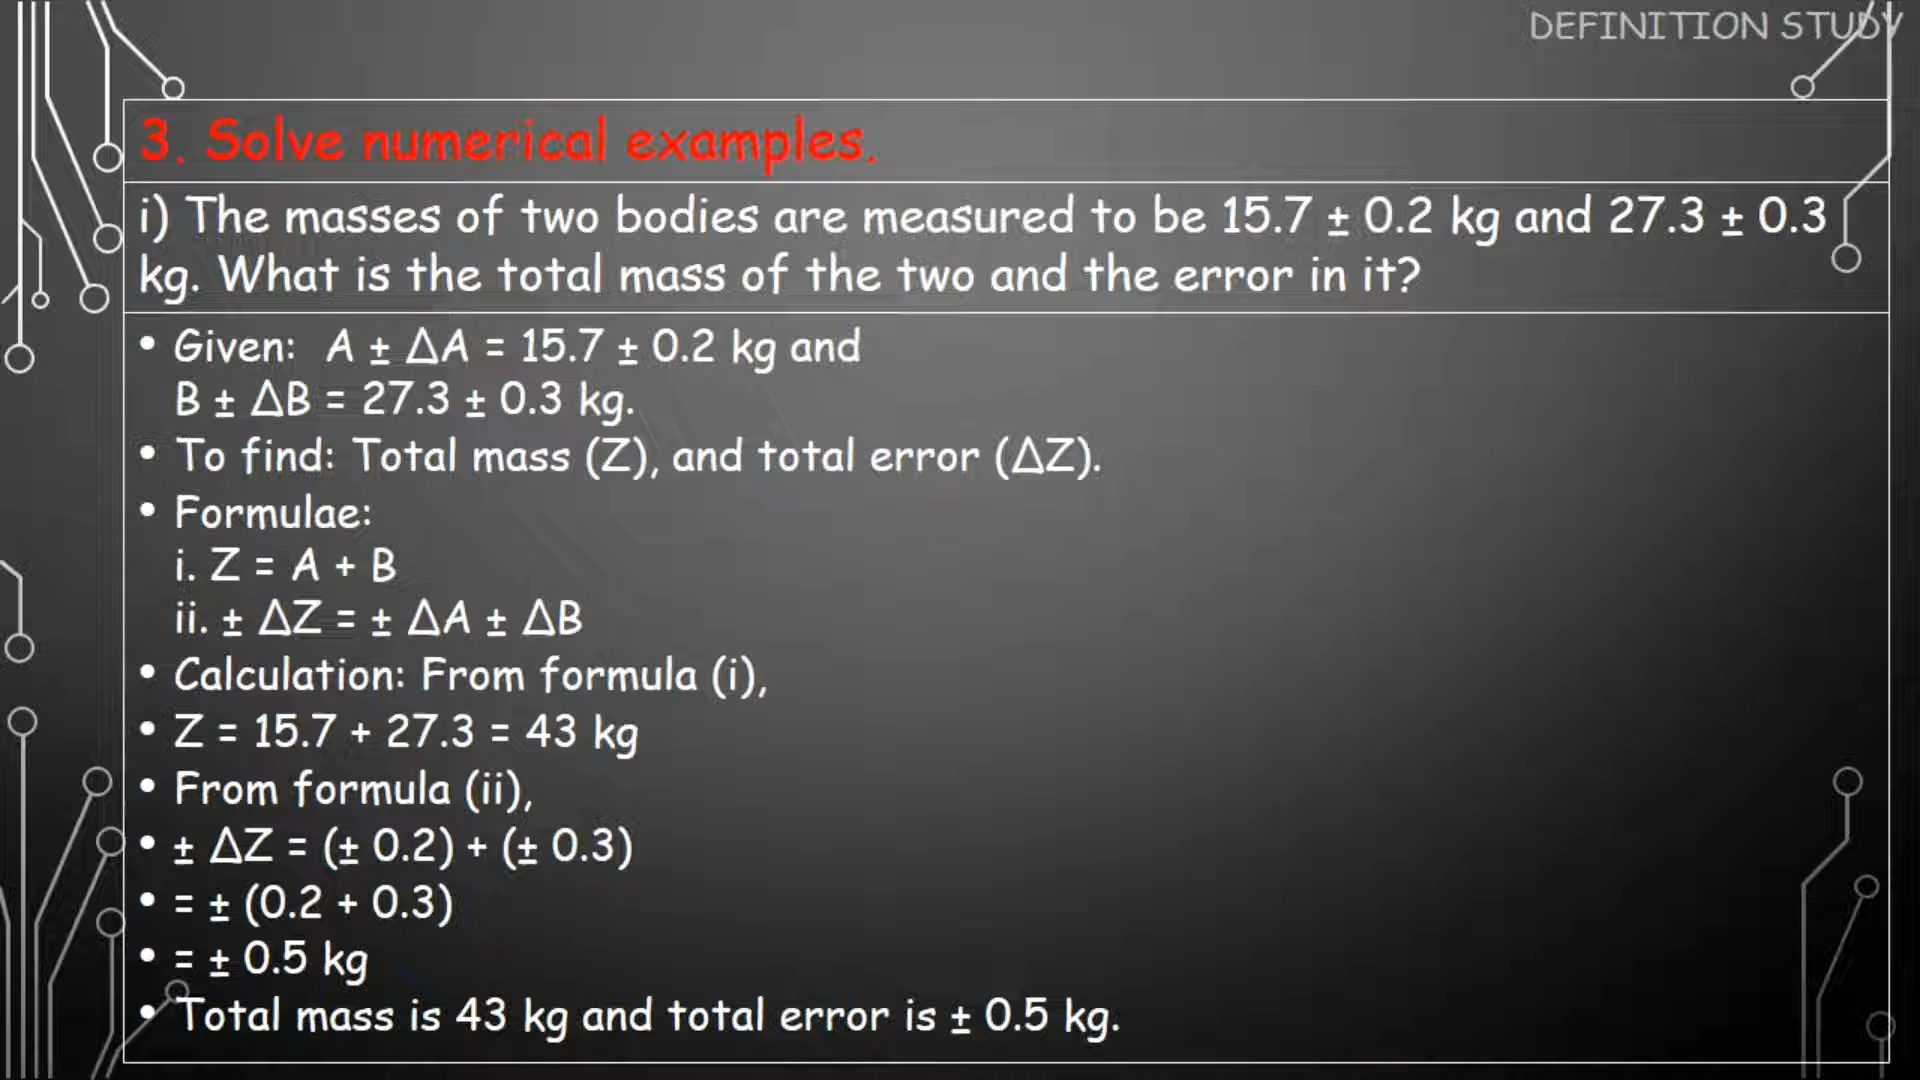 DEFINITION STUDY
3. Solve numerical examples.
i) The masses of two bodies are measured to be 15.7 ± 0.2 kg and 27.3 ± 0.3
kg. What is the total mass of the two and the error in it?
• Given: A ± ΔA = 15.7 ± 0.2 kg and
B ± ΔB = 27.3 ± 0.3 kg.
• To find: Total mass (Z), and total error (ΔZ).
• Formulae:
i. Z = A + B
ii. ± ΔZ = ± ΔA ± ΔB
• Calculation: From formula (i),
• Z = 15.7 + 27.3 = 43 kg
• From formula (ii),
• ± ΔZ = (± 0.2) + (± 0.3)
• = ± (0.2 + 0.3)
• = ± 0.5 kg
• Total mass is 43 kg and total error is ± 0.5 kg.